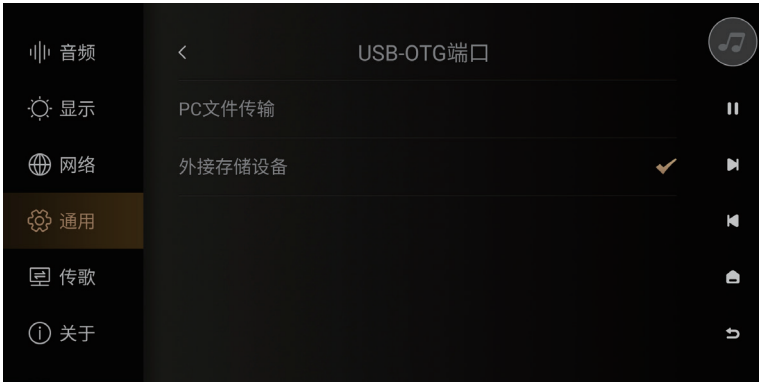 音频
显示
网络
通用
传歌
关于
USB-OTG端口
PC文件传输
外接存储设备